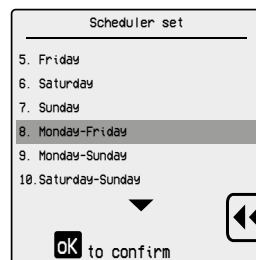 Scheduler set
5. Friday
6. Saturday
7. Sunday
8. Monday-Friday
9. Monday-Sunday
10.Saturday-Sunday
oK to confirm